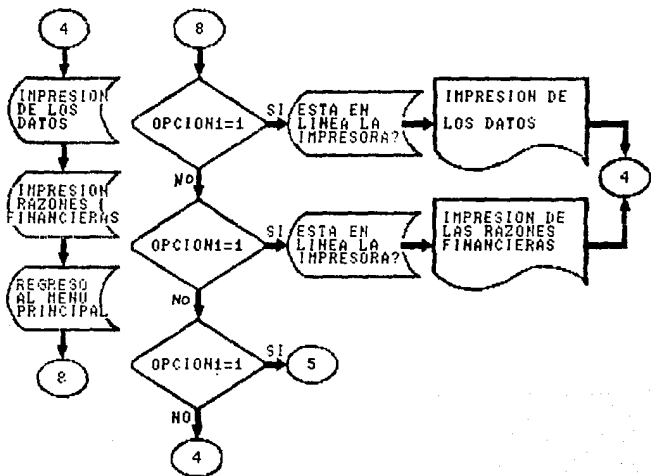 4
IMPRESION
DE LOS
DATOS
IMPRESION
RAZONES
FINANCIERAS
REGRESO
AL MENU
PRINCIPAL
8
8
OPCION1=1
SI
ESTA EN
LINEA LA
IMPRESORA?
IMPRESION DE
LOS DATOS
4
NO
OPCION1=1
SI
ESTA EN
LINEA LA
IMPRESORA?
IMPRESION DE
LAS RAZONES
FINANCIERAS
NO
OPCION1=1
SI
5
NO
4